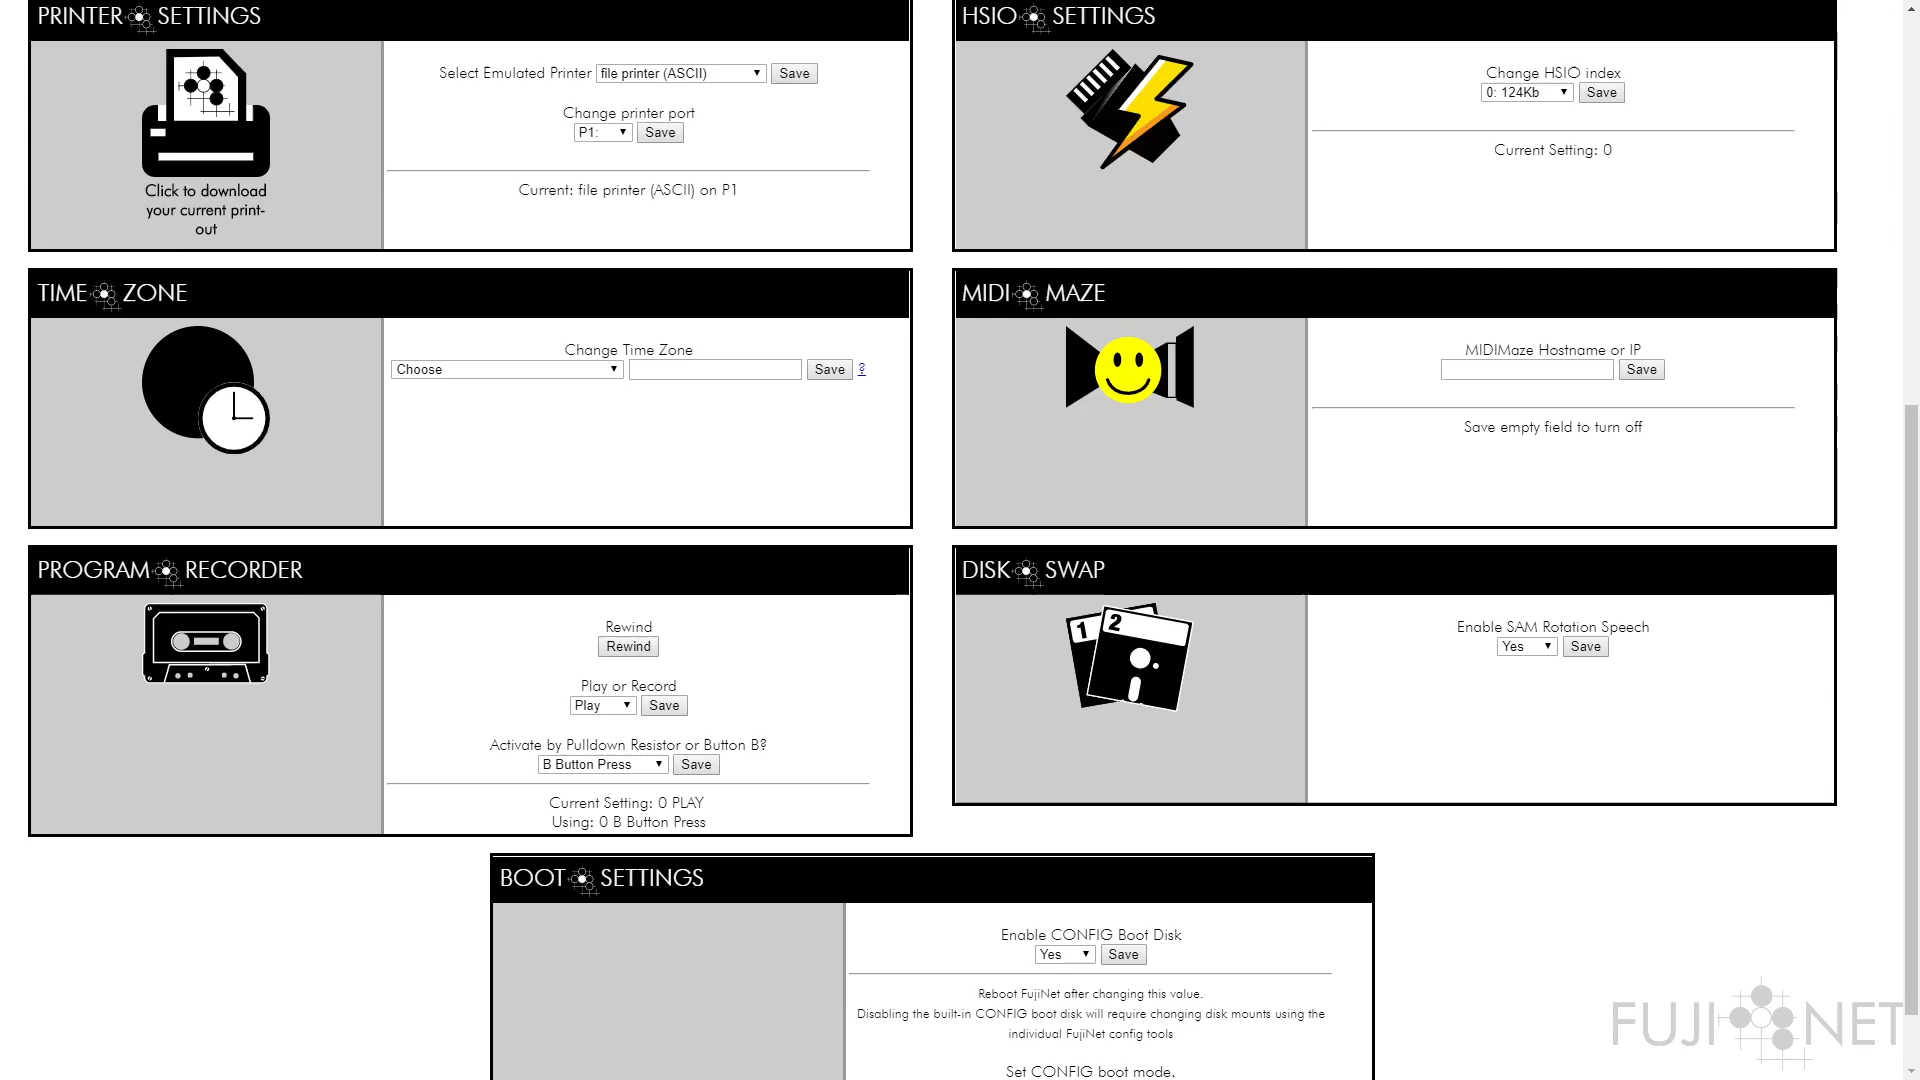 PRINTER SETTINGS
Click to download
your current print-
out
Select Emulated Printer file printer (ASCII) Save
Change printer port
P1: Save
Current: file printer (ASCII) on P1
HSIO SETTINGS
Change HSIO index
0: 124Kb Save
Current Setting: 0
TIME ZONE
Change Time Zone
Choose Save ?
MIDI MAZE
MIDIMaze Hostname or IP
Save
Save empty field to turn off
PROGRAM RECORDER
Rewind
Rewind
Play or Record
Play Save
Activate by Pulldown Resistor or Button B?
B Button Press Save
Current Setting: 0 PLAY
Using: 0 B Button Press
DISK SWAP
1 2
Enable SAM Rotation Speech
Yes Save
BOOT SETTINGS
Enable CONFIG Boot Disk
Yes Save
Reboot FujiNet after changing this value.
Disabling the built-in CONFIG boot disk will require changing disk mounts using the
individual FujiNet config tools
Set CONFIG boot mode.
FUJI NET